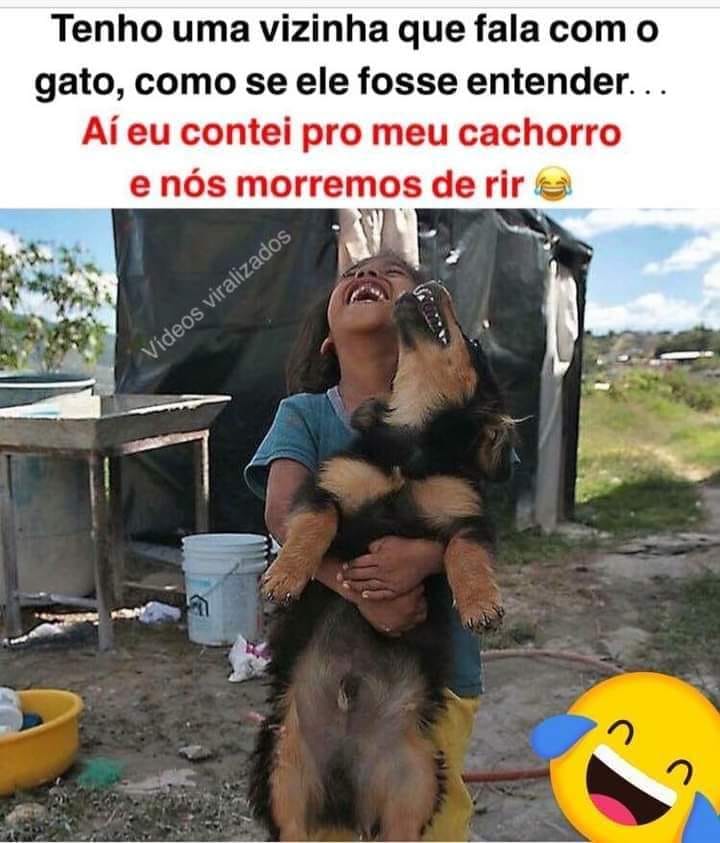 Tenho uma vizinha que fala com o
gato, como se ele fosse entender...
Aí eu contei pro meu cachorro
e nós morremos de rir 😂
Videos viralizados